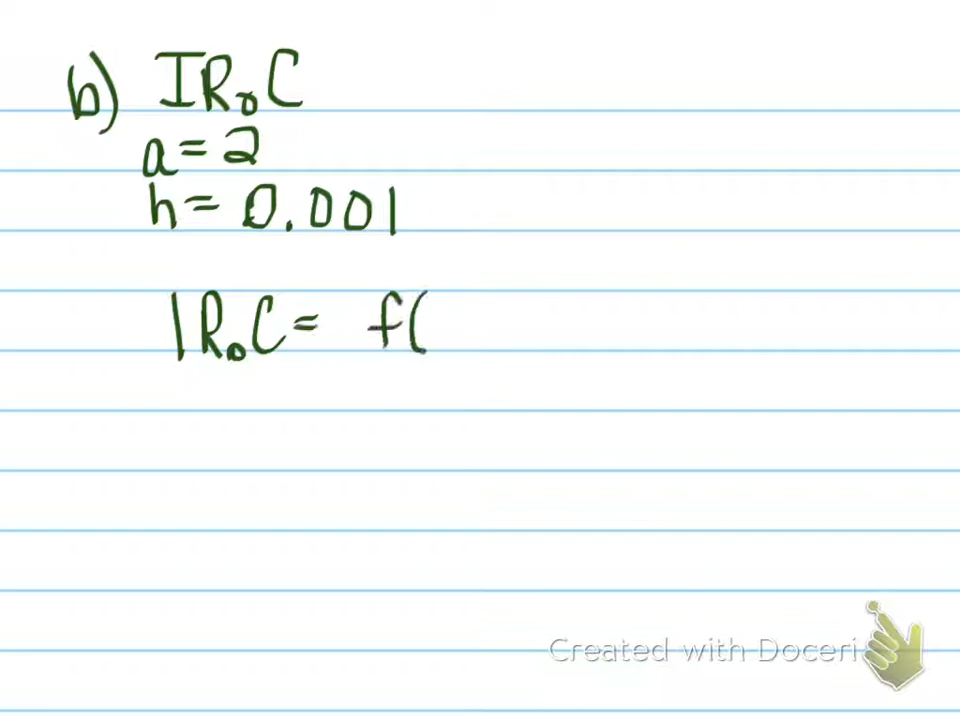 b) IRoC
a = 2
h = 0.001
IRoC = f(
Created with Doceri